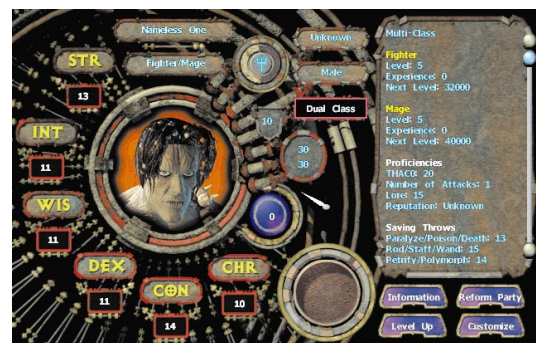 Nameless One
Unknown
Fighter/Mage
Male
STR
13
INT
11
WIS
11
DEX
11
CON
14
CHR
10
Dual Class
10
30
30
0
Multi-Class
Fighter
Level: 5
Experience: 0
Next Level: 32000
Mage
Level: 5
Experience: 0
Next Level: 40000
Proficiencies
THAC0: 20
Number of Attacks: 1
Lore: 15
Reputation: Unknown
Saving Throws
Paralyze/Poison/Death: 13
Rod/Staff/Wand: 15
Petrify/Polymorph: 14
Information
Reform Party
Level Up
Customize